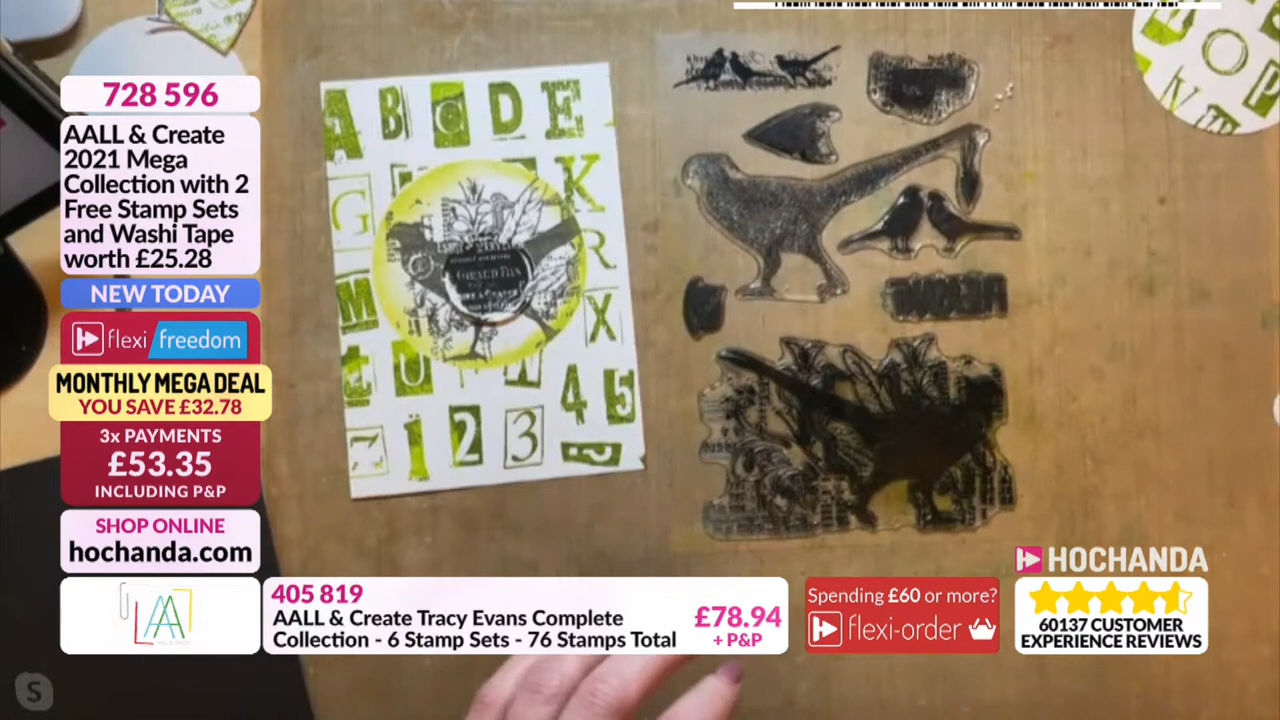 728 596
AALL & Create
2021 Mega
Collection with 2
Free Stamp Sets
and Washi Tape
worth £25.28
NEW TODAY
flexi freedom
MONTHLY MEGA DEAL
YOU SAVE £32.78
3x PAYMENTS
£53.35
INCLUDING P&P
SHOP ONLINE
hochanda.com
A B C D E
G K
R
M X
t U W 4 5
Z 1 2 3 ?
GRAND PRIX
O P
N W
LAA
405 819
AALL & Create Tracy Evans Complete
Collection - 6 Stamp Sets - 76 Stamps Total
£78.94
+ P&P
Spending £60 or more?
flexi-order
HOCHANDA
60137 CUSTOMER
EXPERIENCE REVIEWS
S